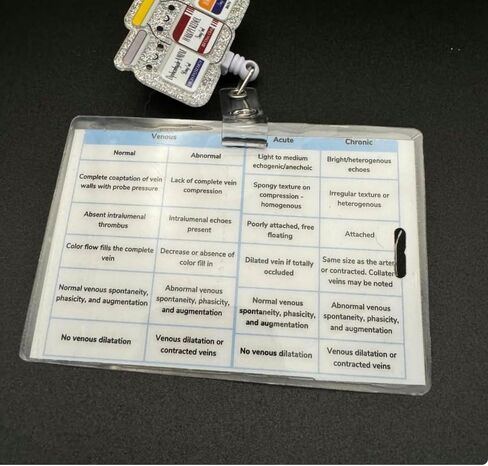 Venous Acute Chronic
Normal Abnormal Light to medium echogenic/anechoic Bright/heterogenous echoes
Complete coaptation of vein walls with probe pressure Lack of complete vein compression Spongy texture on compression - homogenous Irregular texture or heterogenous
Absent intralumenal thrombus Intralumenal echoes present Poorly attached, free floating Attached
Color flow fills the complete vein Decrease or absence of color fill in Dilated vein if totally occluded Same size as the arter or contracted. Collater veins may be noted
Normal venous spontaneity, phasicity, and augmentation Abnormal venous spontaneity, phasicity, and augmentation Normal venous spontaneity, phasicity, and augmentation Abnormal venous spontaneity, phasicity, and augmentation
No venous dilatation Venous dilatation or contracted veins No venous dilatation Venous dilatation or contracted veins